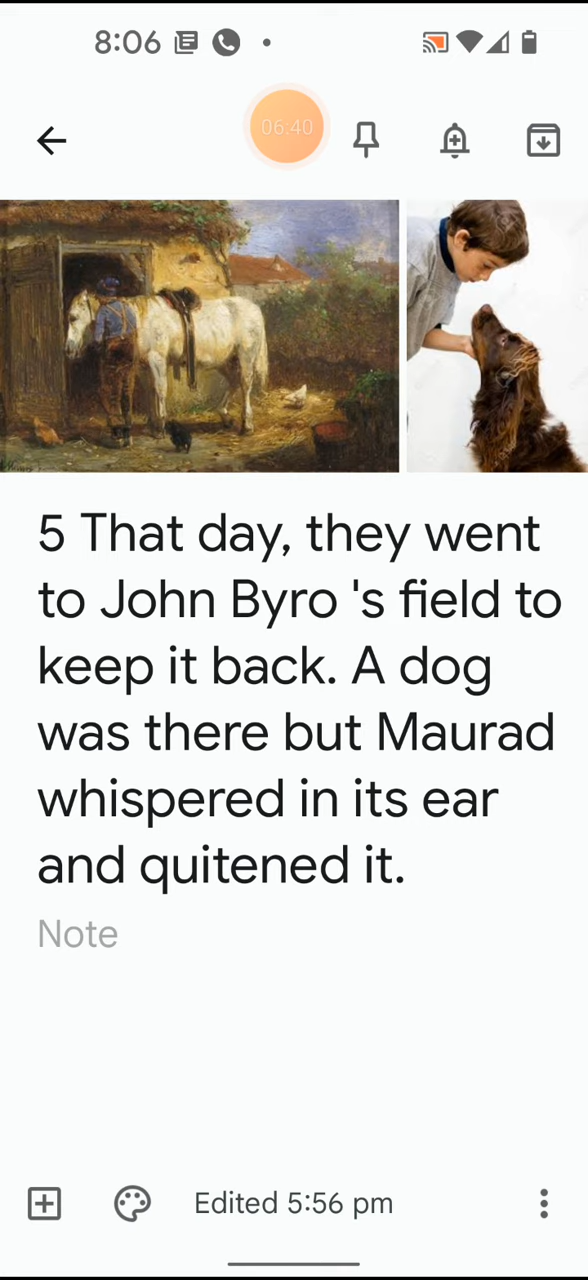 8:06
06:40
5 That day, they went
to John Byro 's field to
keep it back. A dog
was there but Maurad
whispered in its ear
and quitened it.
Note
Edited 5:56 pm